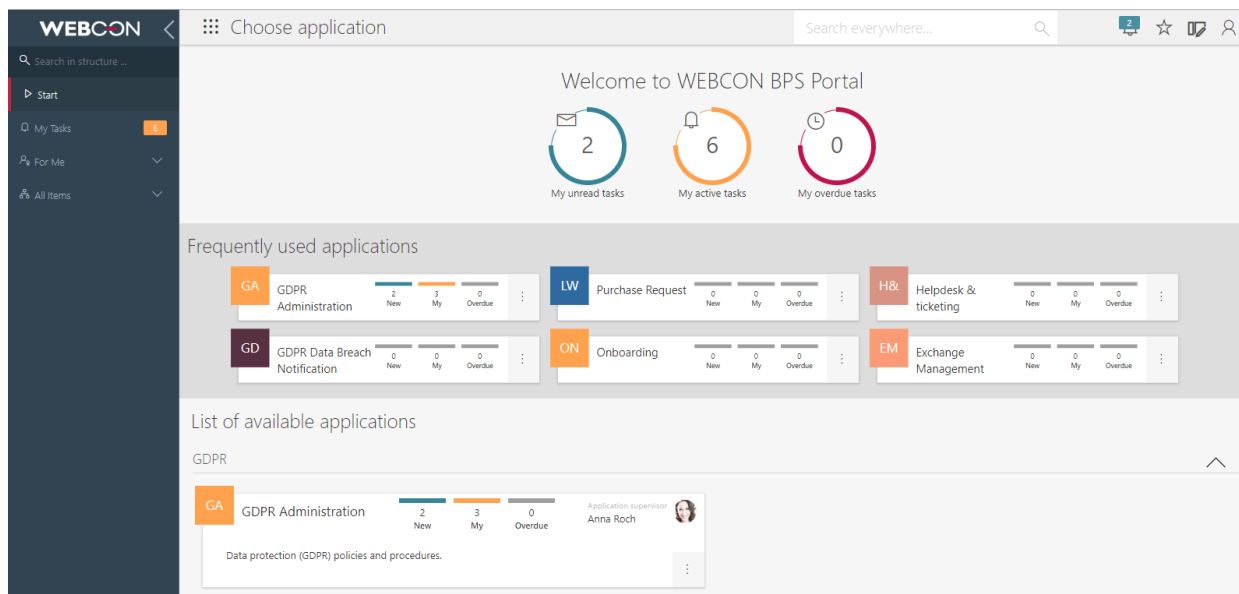 WEBCON
Choose application
Search everywhere...
2
Search in structure ...
Start
My Tasks
6
For Me
All Items
Welcome to WEBCON BPS Portal
2
6
0
My unread tasks
My active tasks
My overdue tasks
Frequently used applications
GA
GDPR
Administration
2
3
0
New
My
Overdue
LW
Purchase Request
0
0
0
New
My
Overdue
H&
Helpdesk &
ticketing
0
0
0
New
My
Overdue
GD
GDPR Data Breach
Notification
0
0
0
New
My
Overdue
ON
Onboarding
0
0
0
New
My
Overdue
EM
Exchange
Management
0
0
0
New
My
Overdue
List of available applications
GDPR
GA
GDPR Administration
2
3
0
New
My
Overdue
Application supervisor
Anna Roch
Data protection (GDPR) policies and procedures.